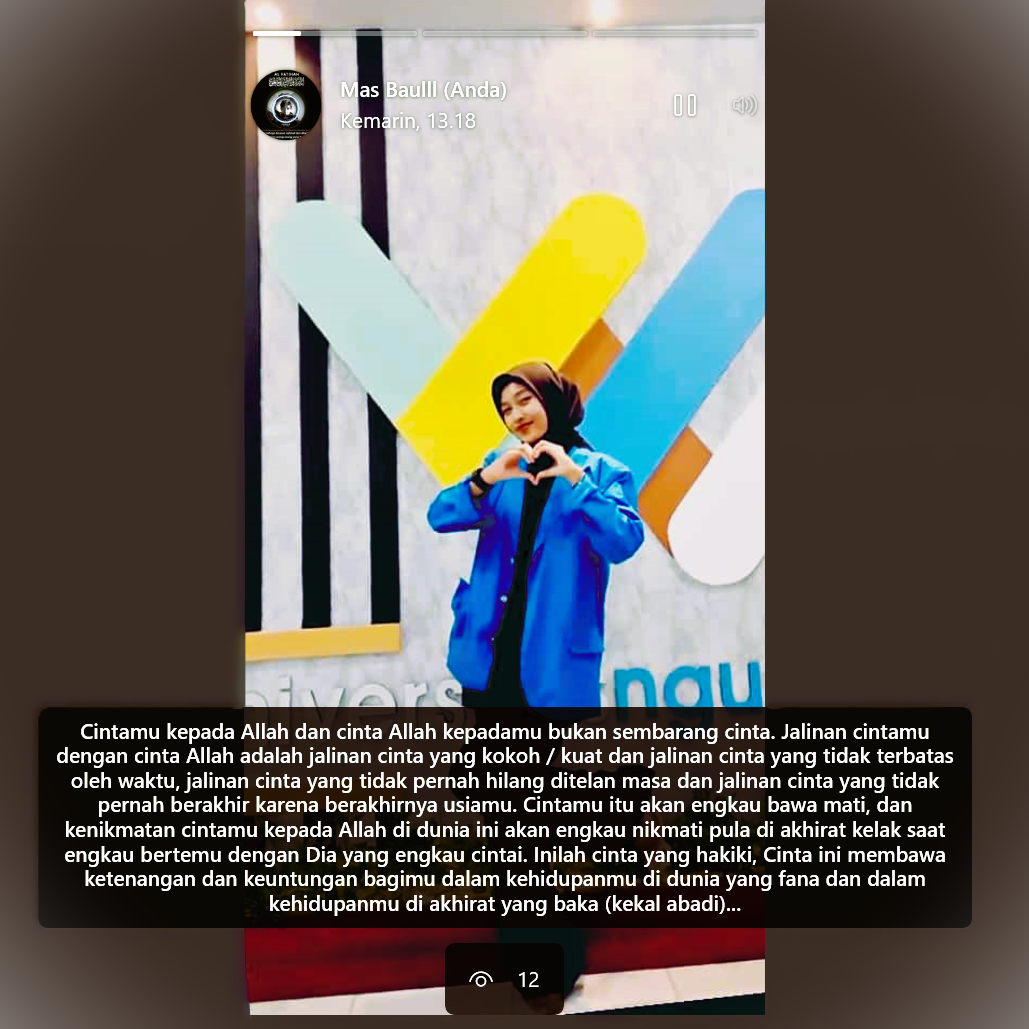 Mas Baulll (Anda)
Kemarin, 13.18
Cintamu kepada Allah dan cinta Allah kepadamu bukan sembarang cinta. Jalinan cintamu
dengan cinta Allah adalah jalinan cinta yang kokoh / kuat dan jalinan cinta yang tidak terbatas
oleh waktu, jalinan cinta yang tidak pernah hilang ditelan masa dan jalinan cinta yang tidak
pernah berakhir karena berakhirnya usiamu. Cintamu itu akan engkau bawa mati, dan
kenikmatan cintamu kepada Allah di dunia ini akan engkau nikmati pula di akhirat kelak saat
engkau bertemu dengan Dia yang engkau cintai. Inilah cinta yang hakiki, Cinta ini membawa
ketenangan dan keuntungan bagimu dalam kehidupanmu di dunia yang fana dan dalam
kehidupanmu di akhirat yang baka (kekal abadi)...
12